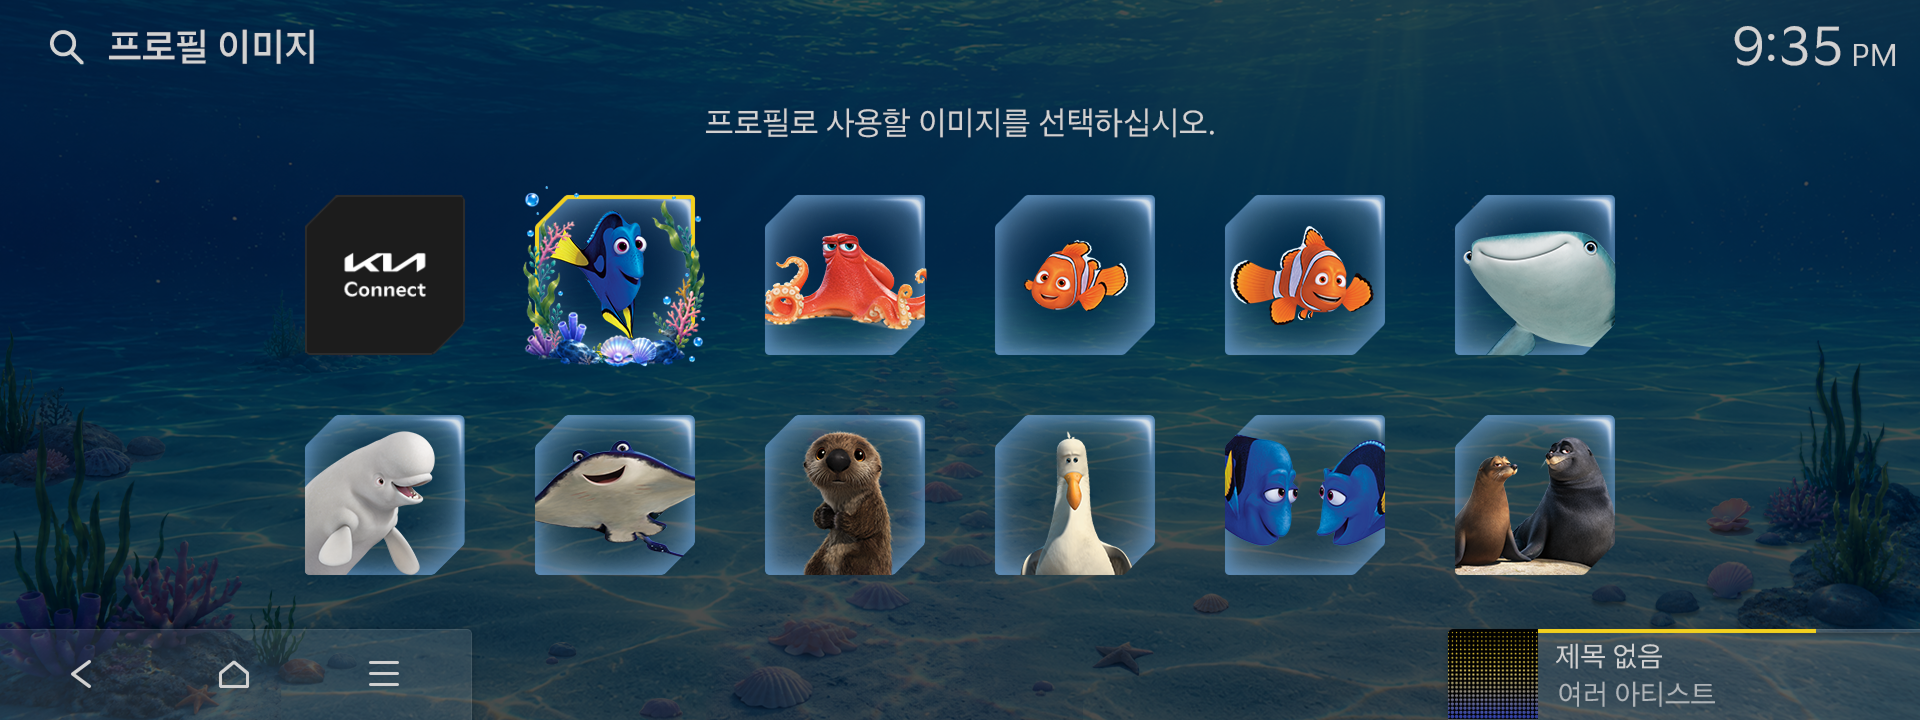 프로필 이미지
9:35 PM
프로필로 사용할 이미지를 선택하십시오.
KIA
Connect
제목 없음
여러 아티스트